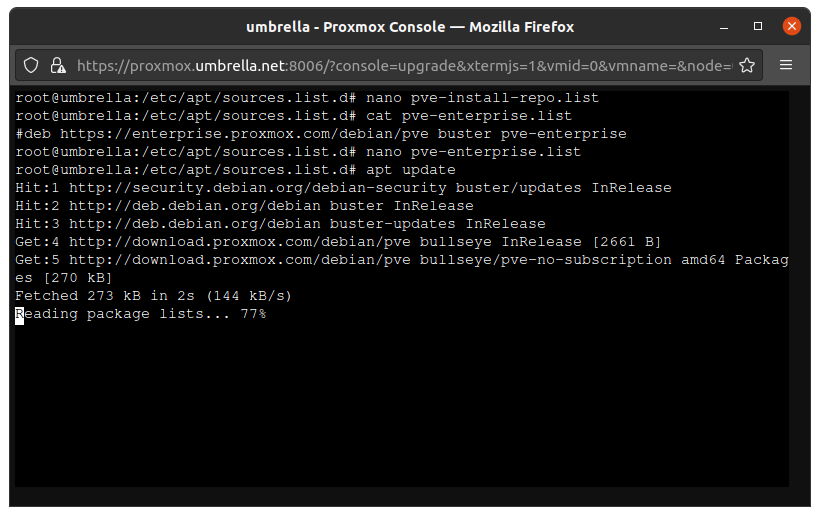 umbrella - Proxmox Console — Mozilla Firefox
https://proxmox.umbrella.net:8006/?console=upgrade&xtermjs=1&vmid=0&vmname=&node=
root@umbrella:/etc/apt/sources.list.d# nano pve-install-repo.list
root@umbrella:/etc/apt/sources.list.d# cat pve-enterprise.list
#deb https://enterprise.proxmox.com/debian/pve buster pve-enterprise
root@umbrella:/etc/apt/sources.list.d# nano pve-enterprise.list
root@umbrella:/etc/apt/sources.list.d# apt update
Hit:1 http://security.debian.org/debian-security buster/updates InRelease
Hit:2 http://deb.debian.org/debian buster InRelease
Hit:3 http://deb.debian.org/debian buster-updates InRelease
Get:4 http://download.proxmox.com/debian/pve bullseye InRelease [2661 B]
Get:5 http://download.proxmox.com/debian/pve bullseye/pve-no-subscription amd64 Packag
es [270 kB]
Fetched 273 kB in 2s (144 kB/s)
Reading package lists... 77%